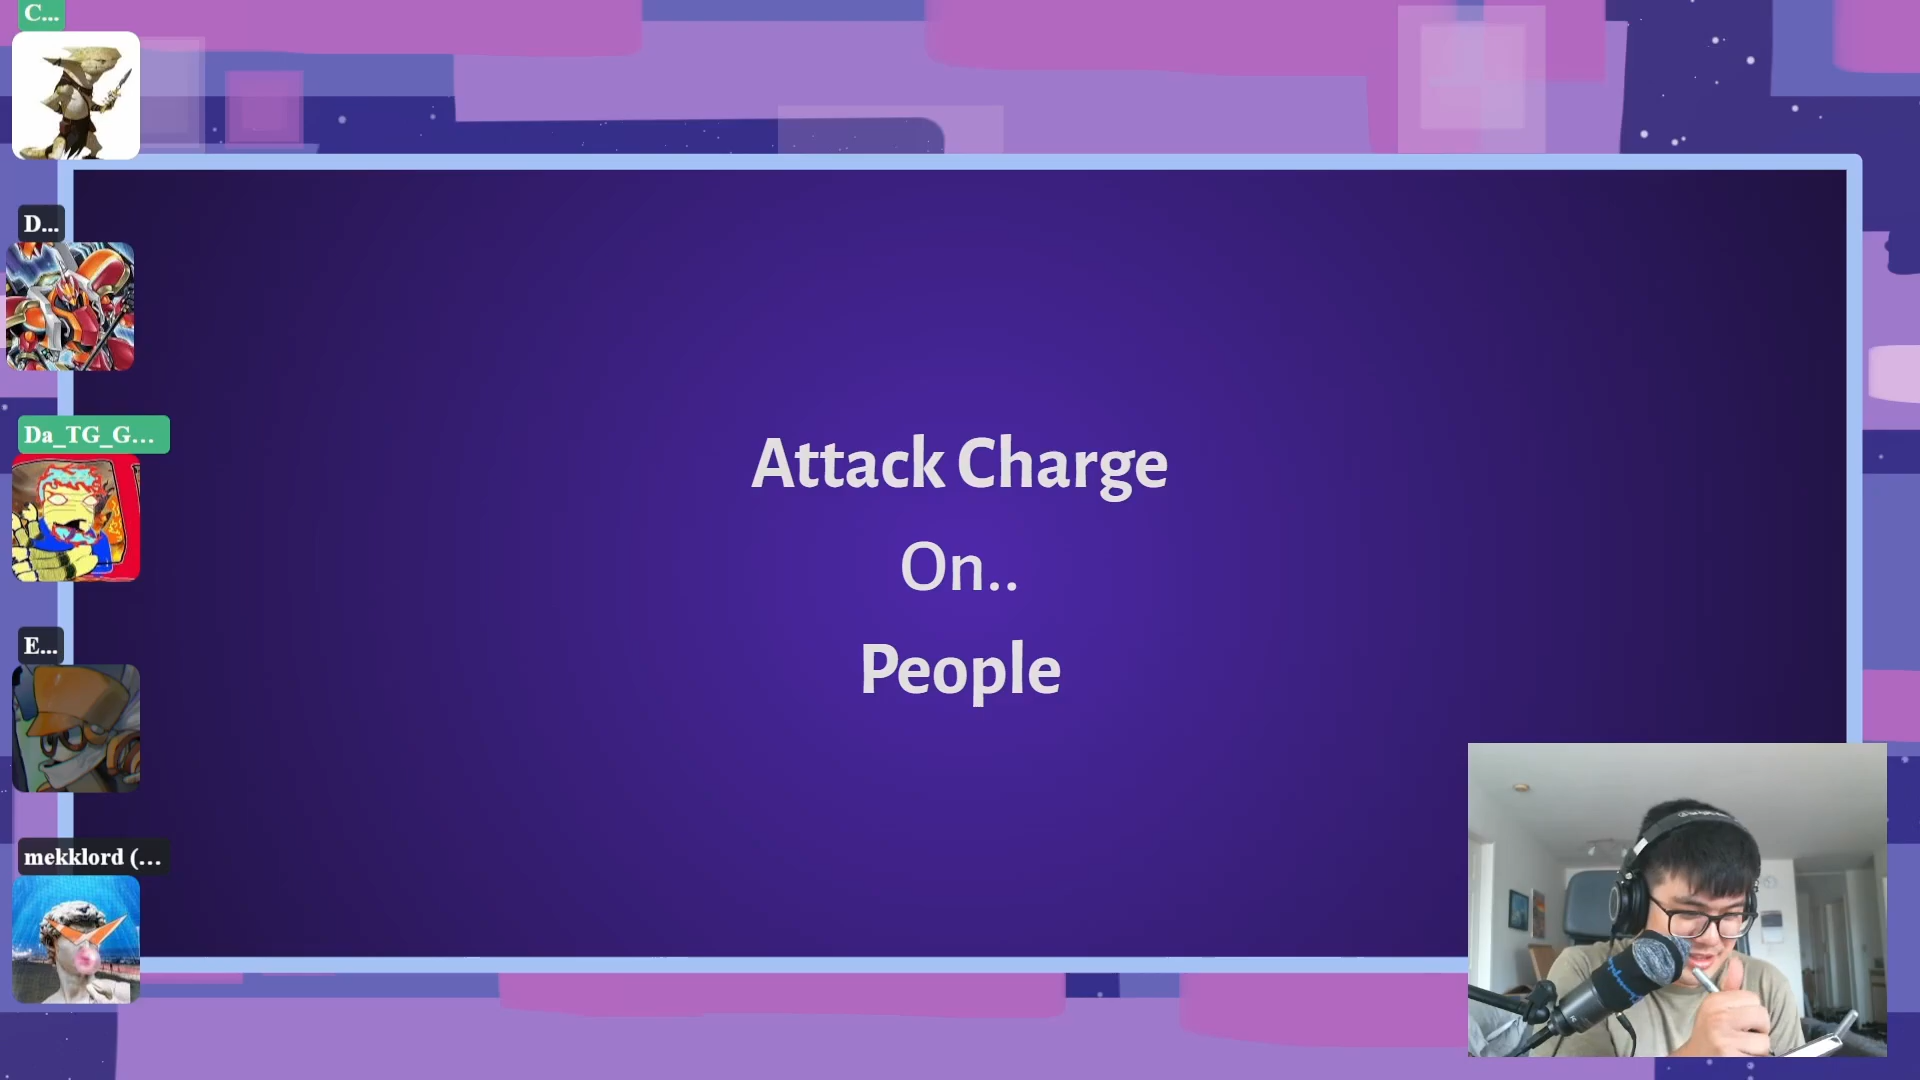 C...
D...
Da_TG_G...
E...
mekklord (...
Attack Charge
On..
People